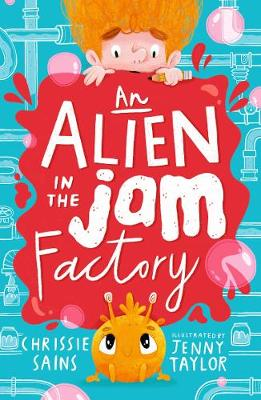 An
ALIEN
IN THE jam
Factory
CHRISSIE
SAINS
ILLUSTRATED BY
JENNY
TAYLOR